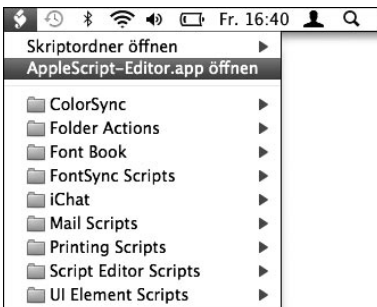 Fr. 16:40
Skriptordner öffnen
AppleScript-Editor.app öffnen
ColorSync
Folder Actions
Font Book
FontSync Scripts
iChat
Mail Scripts
Printing Scripts
Script Editor Scripts
UI Element Scripts